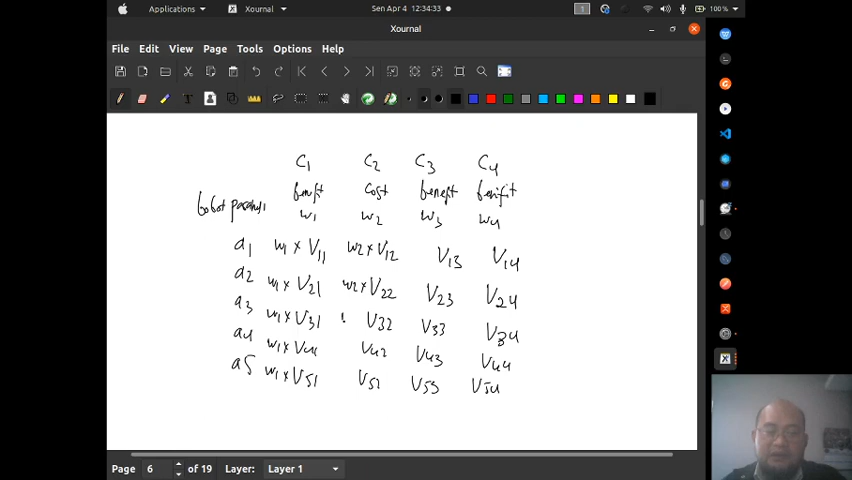 Applications Xournal Sen Apr 4 12:34:33 1 100%
Xournal
File Edit View Page Tools Options Help
C1 C2 C3 C4
benefit cost benefit benifit
bobot w1 w2 w3 w4
a1 w1 x V11 w2 x V12 V13 V14
a2 w1 x V21 w2 x V22 V23 V24
a3 w1 x V31 V32 V33 V34
a4 w1 x V41 V42 V43 V44
a5 w1 x V51 V52 V53 V54
Page 6 of 19 Layer: Layer 1